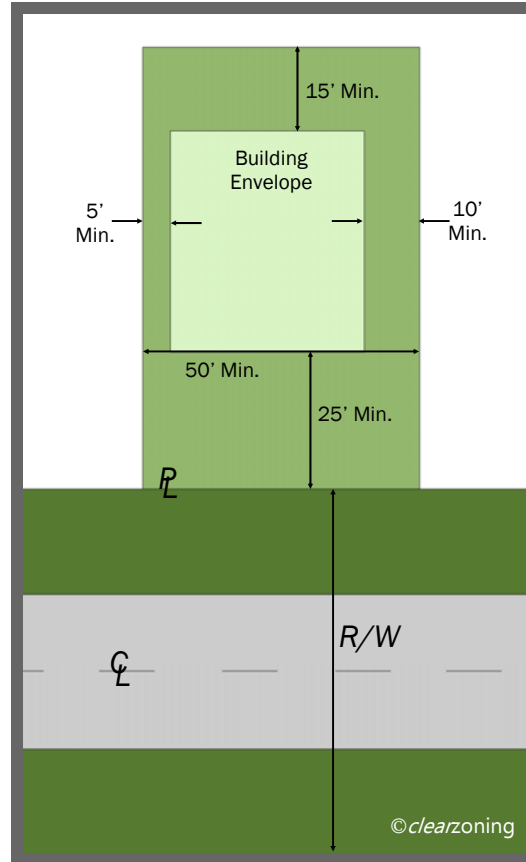 15’ Min.
Building
Envelope
5’
Min.
10’
Min.
50’ Min.
25’ Min.
PL
R/W
CL
©clearzoning